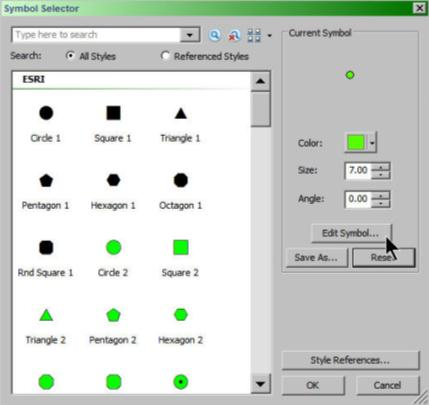 Symbol Selector
Type here to search
Search: All Styles Referenced Styles
ESRI
Circle 1 Square 1 Triangle 1
Pentagon 1 Hexagon 1 Octagon 1
Rnd Square 1 Circle 2 Square 2
Triangle 2 Pentagon 2 Hexagon 2
Current Symbol
Color:
Size: 7.00
Angle: 0.00
Edit Symbol...
Save As... Reset
Style References...
OK Cancel